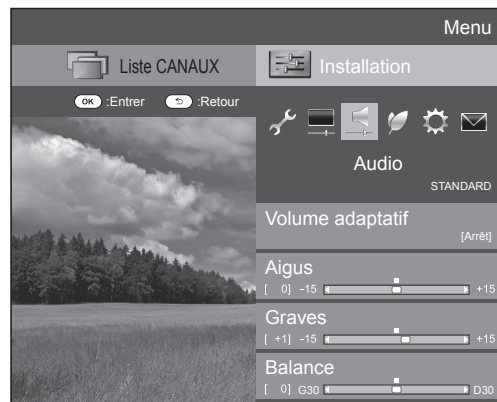 Menu
Liste CANAUX
Installation
OK :Entrer :Retour
Audio
STANDARD
Volume adaptatif
[Arrêt]
Aigus
[ 0] -15 +15
Graves
[ +1] -15 +15
Balance
[ 0] G30 D30